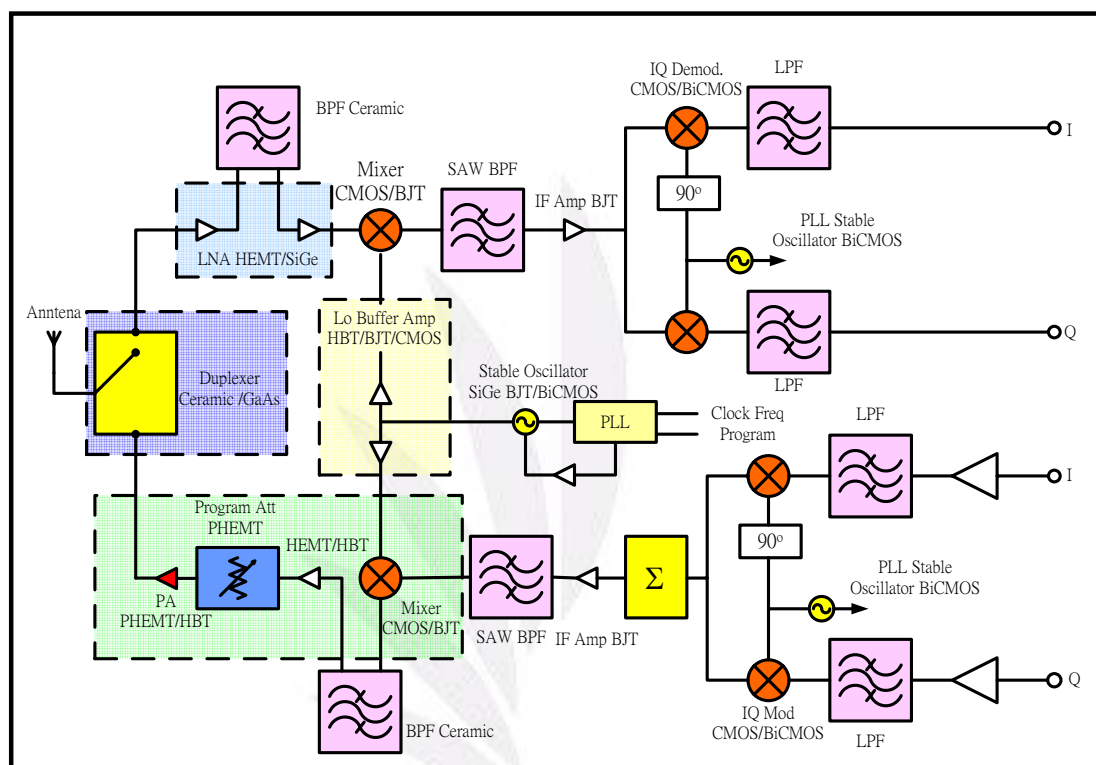 IQ Demod.
CMOS/BiCMOS
LPF
BPF Ceramic
I
Mixer
CMOS/BJT
SAW BPF
IF Amp BJT
90°
PLL Stable
Oscillator BiCMOS
LNA HEMT/SiGe
Anntena
Lo Buffer Amp
HBT/BJT/CMOS
Q
Duplexer
Ceramic /GaAs
LPF
Stable Oscillator
SiGe BJT/BiCMOS
PLL
Clock Freq
Program
LPF
I
Program Att
PHEMT
HEMT/HBT
90°
PLL Stable
Oscillator BiCMOS
Σ
PA
PHEMT/HBT
Mixer
CMOS/BJT
SAW BPF
IF Amp BJT
Q
BPF Ceramic
IQ Mod
CMOS/BiCMOS
LPF